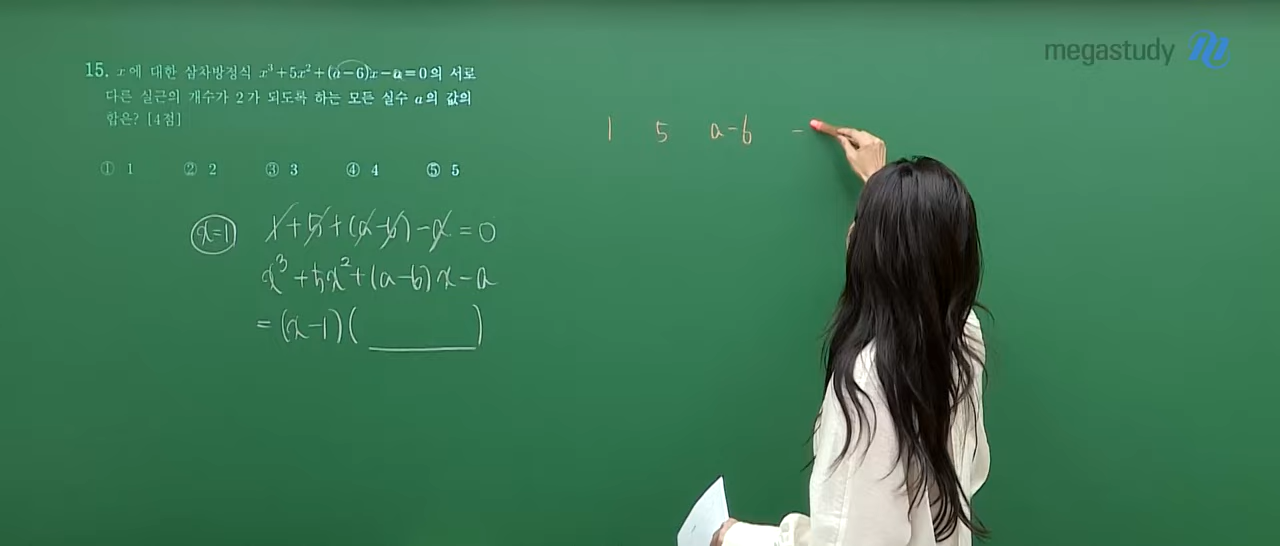 megastudy
15. x에 대한 삼차방정식 x³+5x²+(a−6)x−a=0의 서로
다른 실근의 개수가 2가 되도록 하는 모든 실수 a의 값의
합은? [4점]
① 1 ② 2 ③ 3 ④ 4 ⑤ 5
1 5 a-6 -
x=1 1+5+(a-6)-a=0
x³+5x²+(a-6)x-a
=(x-1)( )